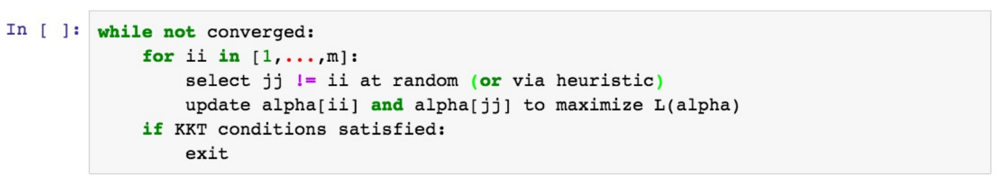 In [ ]: while not converged:
    for ii in [1,...,m]:
        select jj != ii at random (or via heuristic)
        update alpha[ii] and alpha[jj] to maximize L(alpha)
    if KKT conditions satisfied:
        exit